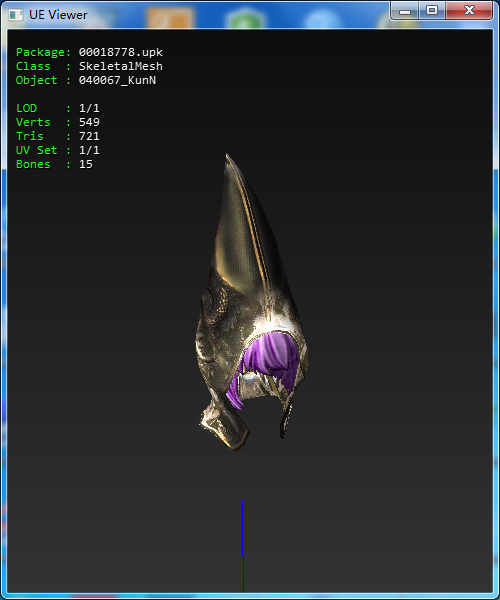 UE Viewer
Package: 00018778.upk
Class : SkeletalMesh
Object : 040067_KunN
LOD : 1/1
Verts : 549
Tris : 721
UV Set : 1/1
Bones : 15